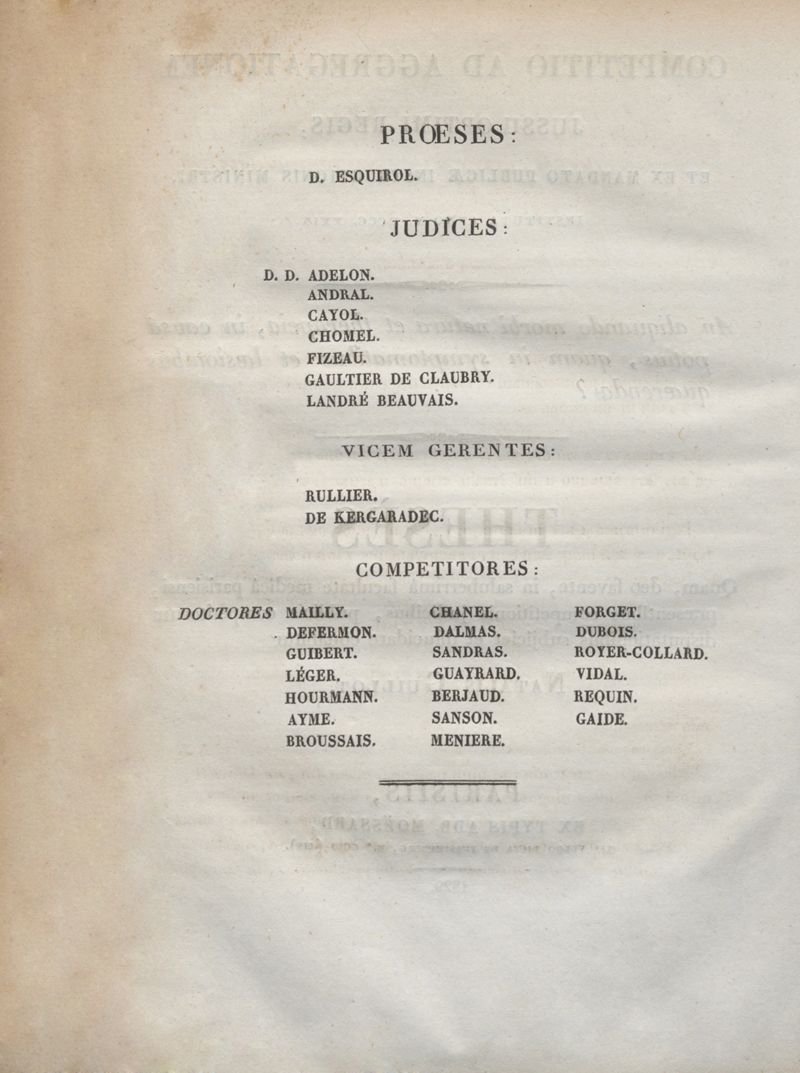 PRŒESES :
D. ESQUIROL.
JUDICES :
D. D. ADELON.
ANDRAL.
CAYOL.
CHOMEL.
FIZEAU.
GAULTIER DE CLAUBRY.
LANDRÉ BEAUVAIS.
VICEM GERENTES :
RULLIER.
DE KERGARADEC.
COMPETITORES :
DOCTORES MAILLY. CHANEL. FORGET.
DEFERMON. DALMAS. DUBOIS.
GUIBERT. SANDRAS. ROYER-COLLARD.
LÉGER. GUAYRARD. VIDAL.
HOURMANN. BERJAUD. REQUIN.
AYME. SANSON. GAIDE.
BROUSSAIS. MENIERE.